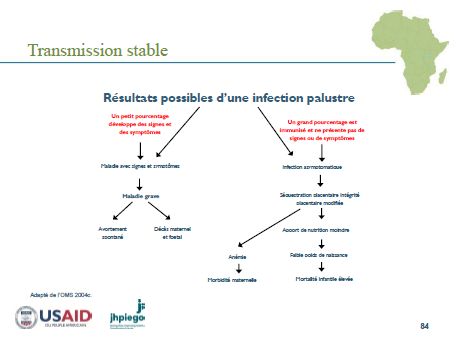 Transmission stable
Résultats possibles d'une infection palustre
Un petit pourcentage
développe des signes et
des symptômes
Un grand pourcentage est
immunisé et ne présente pas de
signes ou de symptômes
Maladie avec signes et symptômes
Infection asymptomatique
Maladie grave
Séquestration placentaire intégrité
placentaire modifiée
Avortement
spontané
Décès maternel
et foetal
Apport de nutrition moindre
Anémie
Faible poids de naissance
Morbidité maternelle
Mortalité infantile élevée
Adapté de l'OMS 2004c.
USAID
jhpiego
84